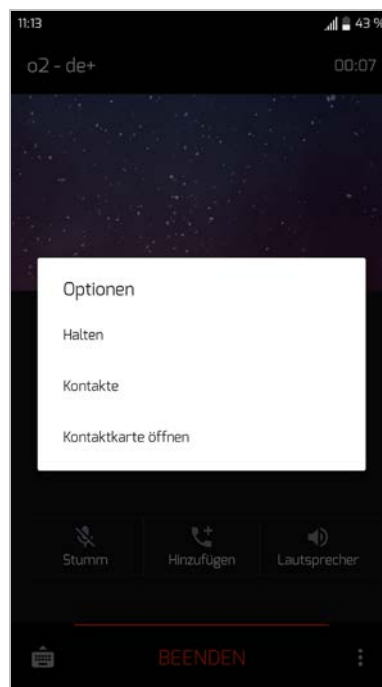 11:13
43 %
o2 - de+
00:07
Optionen
Halten
Kontakte
Kontaktkarte öffnen
Stumm
Hinzufügen
Lautsprecher
BEENDEN